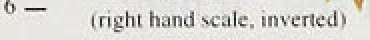 6 —
(right hand scale, inverted)